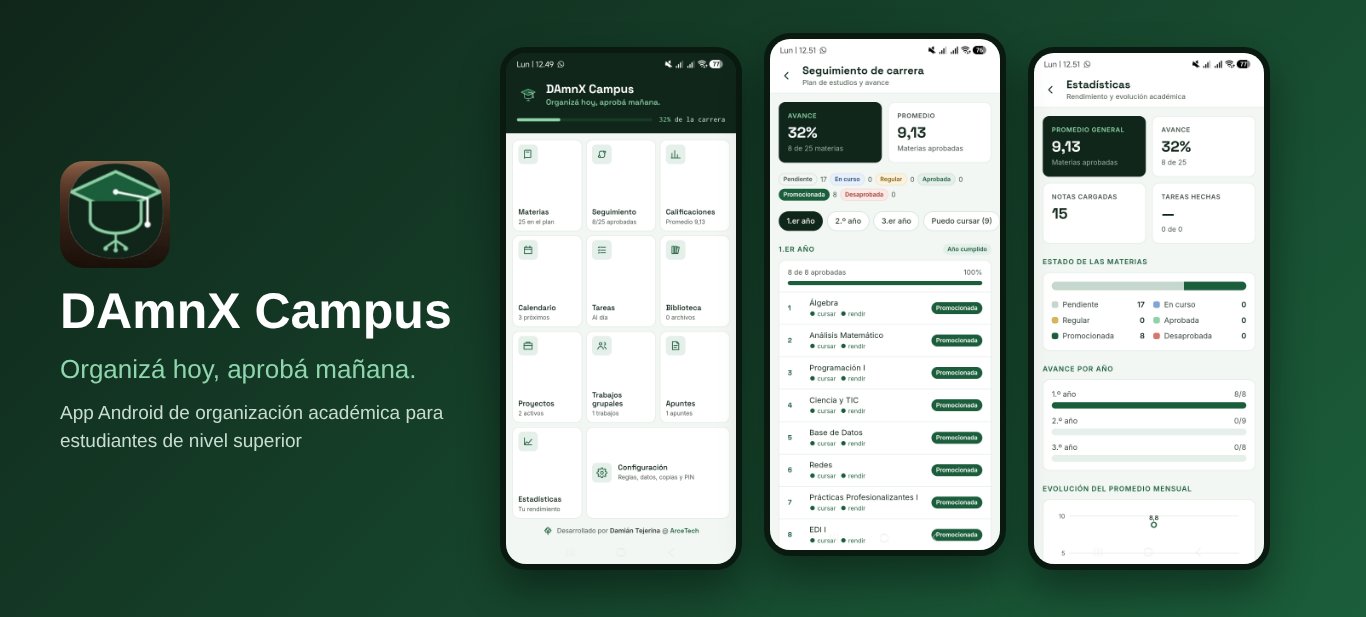 DAmnX Campus
Organizá hoy, aprobá mañana.
App Android de organización académica para
estudiantes de nivel superior
Lun | 12.49
77
DAmnX Campus
Organizá hoy, aprobá mañana.
32% de la carrera
Materias
25 en el plan
Seguimiento
8/25 aprobadas
Calificaciones
Promedio 9,13
Calendario
3 próximos
Tareas
Al día
Biblioteca
0 archivos
Proyectos
2 activos
Trabajos
grupales
1 trabajos
Apuntes
1 apuntes
Estadísticas
Tu rendimiento
Configuración
Reglas, datos, copias y PIN
Desarrollado por Damián Tejerina @ ArceTech
Lun | 12.51
Seguimiento de carrera
Plan de estudios y avance
AVANCE
32%
8 de 25 materias
PROMEDIO
9,13
Materias aprobadas
Pendiente 17 En curso 0 Regular 0 Aprobada 0
Promocionada 8 Desaprobada 0
1.er año 2.º año 3.er año Puedo cursar (9)
1.ER AÑO Año cumplido
8 de 8 aprobadas 100%
1 Álgebra Promocionada
cursar rendir
2 Análisis Matemático Promocionada
cursar rendir
3 Programación I Promocionada
cursar rendir
4 Ciencia y TIC Promocionada
cursar rendir
5 Base de Datos Promocionada
cursar rendir
6 Redes Promocionada
cursar rendir
7 Prácticas Profesionalizantes I Promocionada
cursar rendir
8 EDI I Promocionada
cursar rendir
Lun | 12.51
77
Estadísticas
Rendimiento y evolución académica
PROMEDIO GENERAL
9,13
Materias aprobadas
AVANCE
32%
8 de 25
NOTAS CARGADAS
15
TAREAS HECHAS
—
0 de 0
ESTADO DE LAS MATERIAS
Pendiente 17 En curso 0
Regular 0 Aprobada 0
Promocionada 8 Desaprobada 0
AVANCE POR AÑO
1.º año 8/8
2.º año 0/9
3.º año 0/8
EVOLUCIÓN DEL PROMEDIO MENSUAL
10
8,8
5